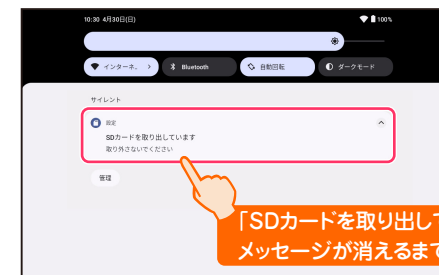 10:30 4月30日(日) 100%
インターネ.. Bluetooth 自動回転 ダークモード
サイレント
設定
SDカードを取り出しています
取り外さないでください
管理
「SDカードを取り出して
メッセージが消えるまで